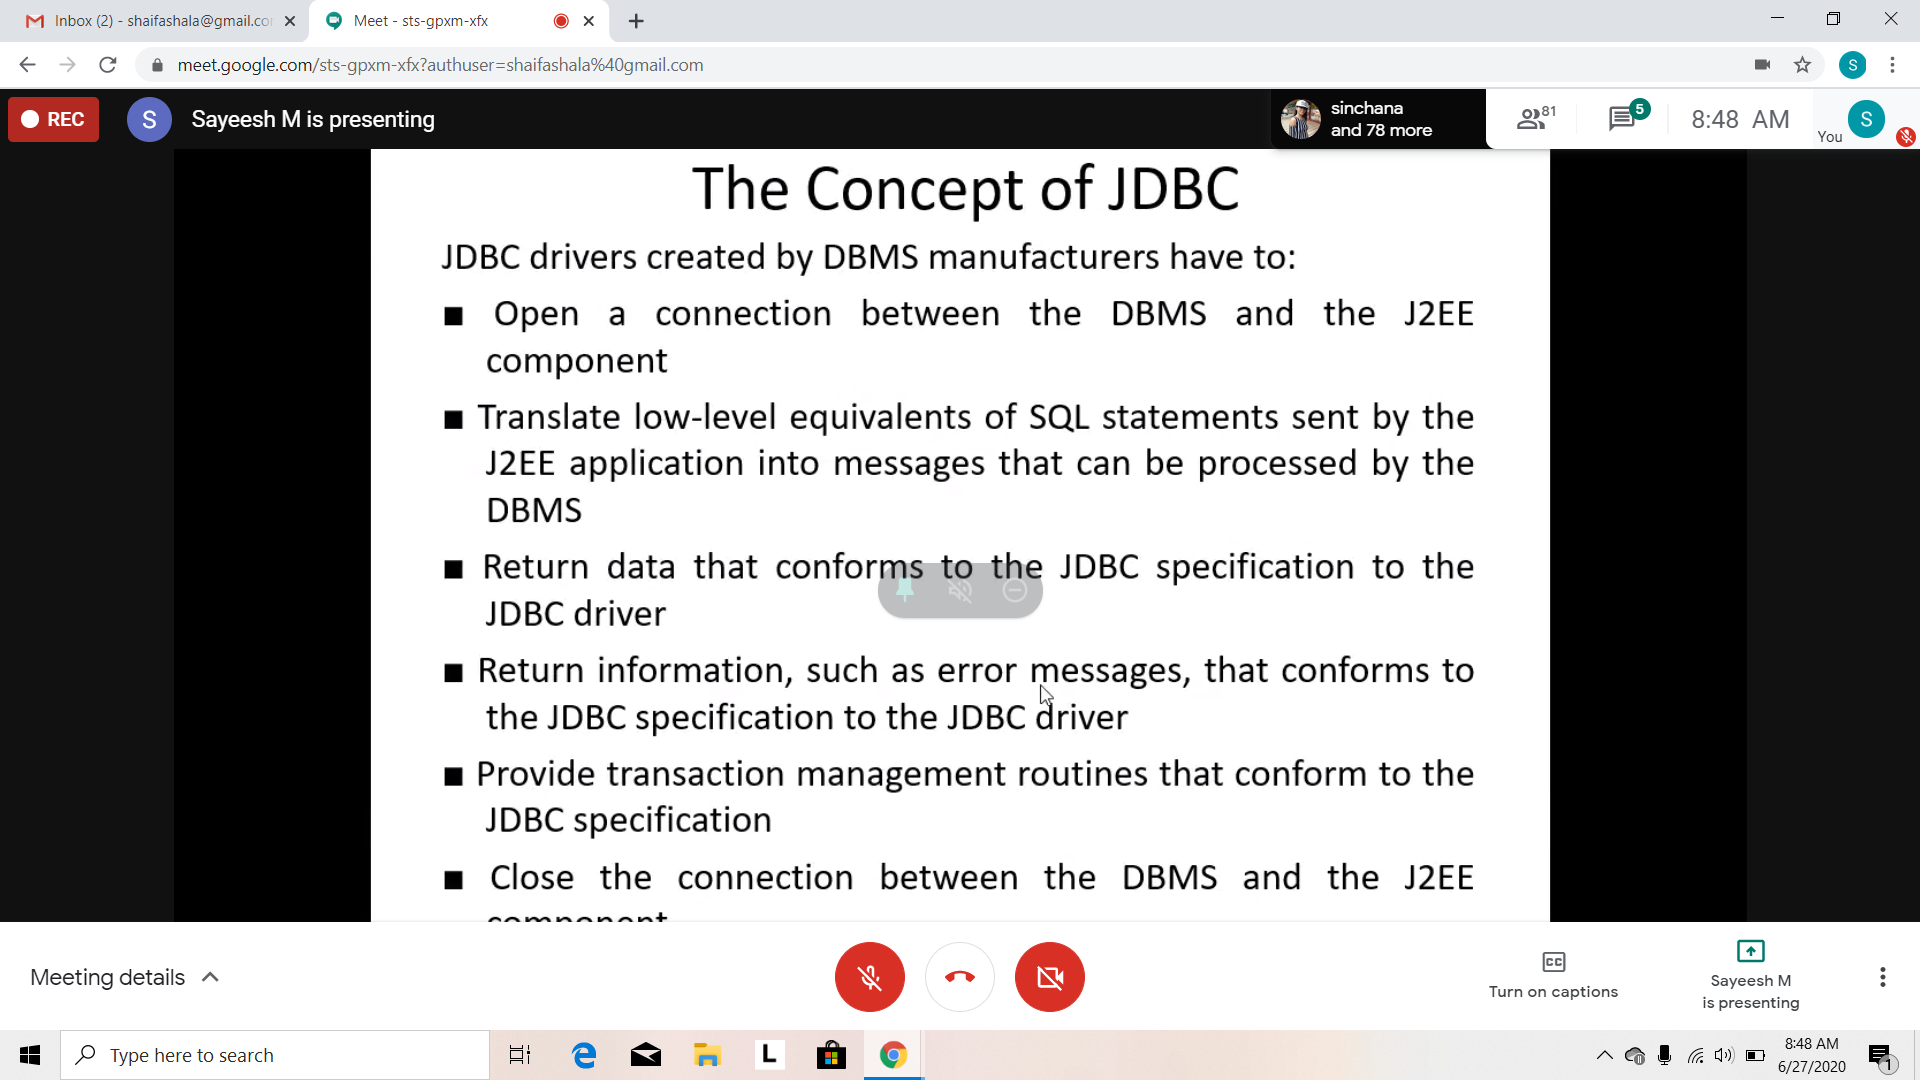 Inbox (2) - shaifashala@gmail.co
Meet - sts-gpxm-xfx
meet.google.com/sts-gpxm-xfx?authuser=shaifashala%40gmail.com
S
REC
S
Sayeesh M is presenting
sinchana
and 78 more
81
5
8:48 AM
You
S
The Concept of JDBC
JDBC drivers created by DBMS manufacturers have to:
■ Open a connection between the DBMS and the J2EE
component
■ Translate low-level equivalents of SQL statements sent by the
J2EE application into messages that can be processed by the
DBMS
■ Return data that conforms to the JDBC specification to the
JDBC driver
■ Return information, such as error messages, that conforms to
the JDBC specification to the JDBC driver
■ Provide transaction management routines that conform to the
JDBC specification
■ Close the connection between the DBMS and the J2EE
component
Meeting details
CC
Turn on captions
Sayeesh M
is presenting
Type here to search
L
8:48 AM
6/27/2020
1